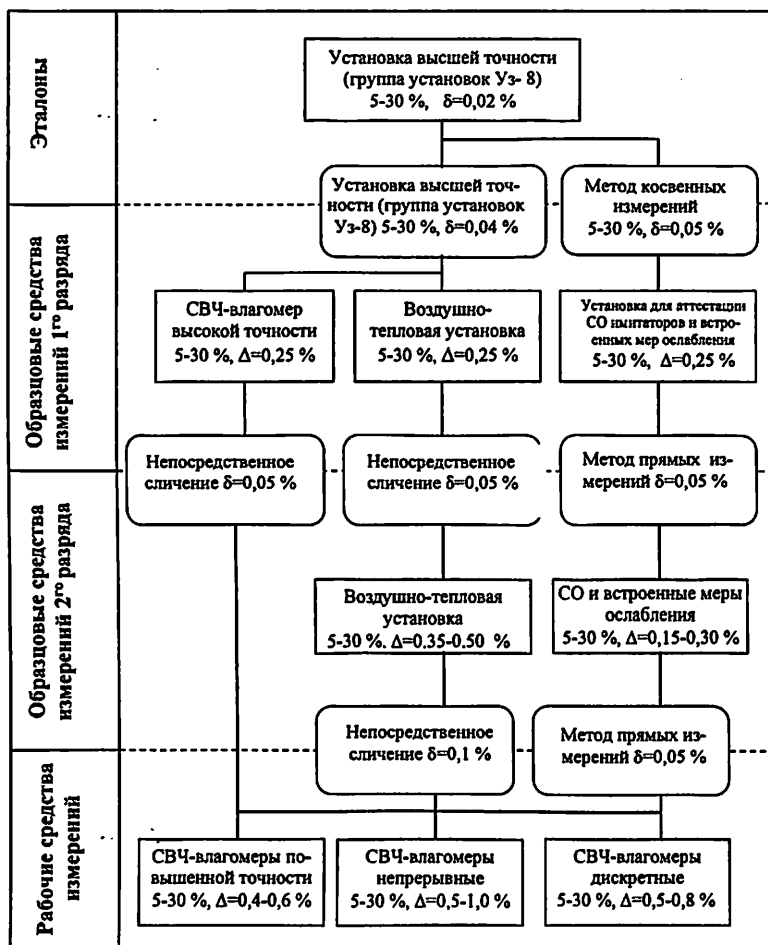 Эталоны
Установка высшей точности
(группа установок Уз- 8)
5-30 %, δ=0,02 %
Установка высшей точ-
ности (группа установок
Уз-8) 5-30 %, δ=0,04 %
Метод косвенных
измерений
5-30 %, δ=0,05 %
Образцовые средства
измерений 1го разряда
СВЧ-влагомер
высокой точности
5-30 %, Δ=0,25 %
Воздушно-
тепловая установка
5-30 %, Δ=0,25 %
Установка для аттестации
СО имитаторов и встро-
енных мер ослабления
5-30 %, Δ=0,25 %
Непосредственное
сличение δ=0,05 %
Непосредственное
сличение δ=0,05 %
Метод прямых из-
мерений δ=0,05 %
Образцовые средства
измерений 2го разряда
Воздушно-тепловая
установка
5-30 %. Δ=0,35-0.50 %
СО и встроенные меры
ослабления
5-30 %, Δ=0,15-0,30 %
Непосредственное
сличение δ=0,1 %
Метод прямых из-
мерений δ=0,05 %
Рабочие средства
измерений
СВЧ-влагомеры по-
вышенной точности
5-30 %, Δ=0,4-0,6 %
СВЧ-влагомеры
непрерывные
5-30 %, Δ=0,5-1,0 %
СВЧ-влагомеры
дискретные
5-30 %, Δ=0,5-0,8 %